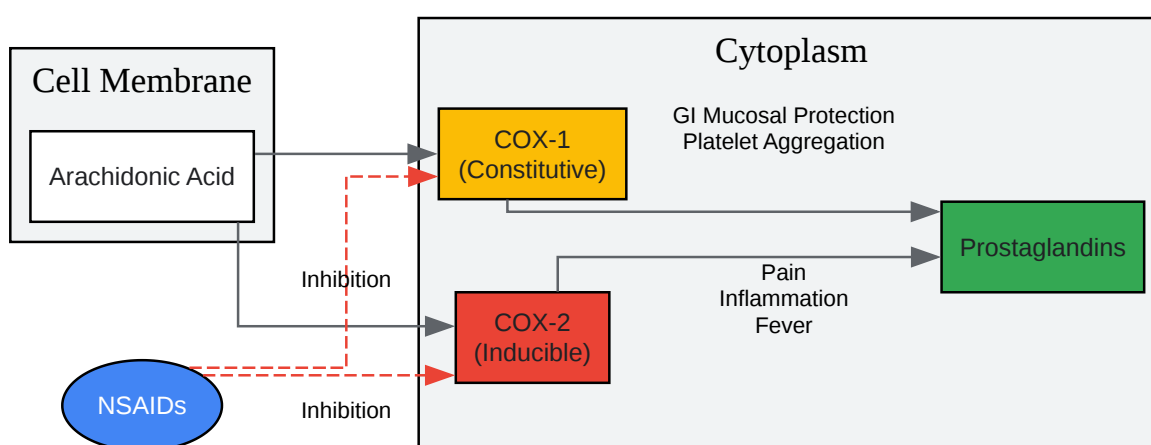 Cell Membrane
Arachidonic Acid
Cytoplasm
COX-1
(Constitutive)
GI Mucosal Protection
Platelet Aggregation
Prostaglandins
Inhibition
COX-2
(Inducible)
Pain
Inflammation
Fever
NSAIDs
Inhibition